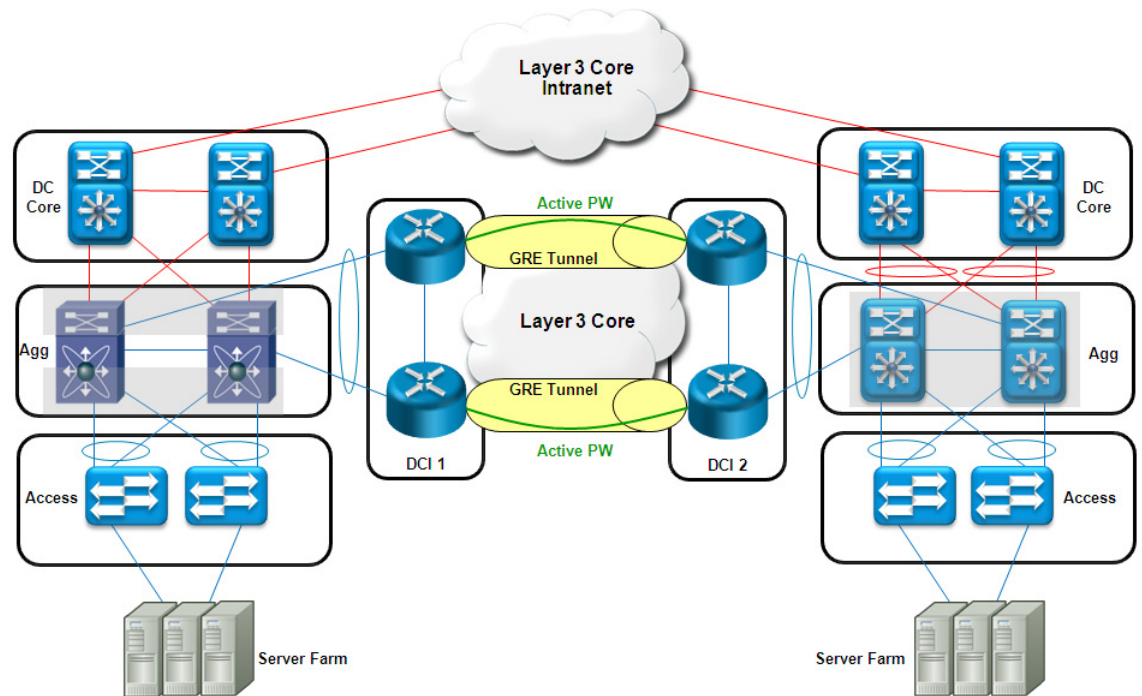 Layer 3 Core
Intranet
DC
Core
DC
Core
Active PW
GRE Tunnel
Layer 3 Core
Agg
Agg
GRE Tunnel
Active PW
DCI 1
DCI 2
Access
Access
Server Farm
Server Farm